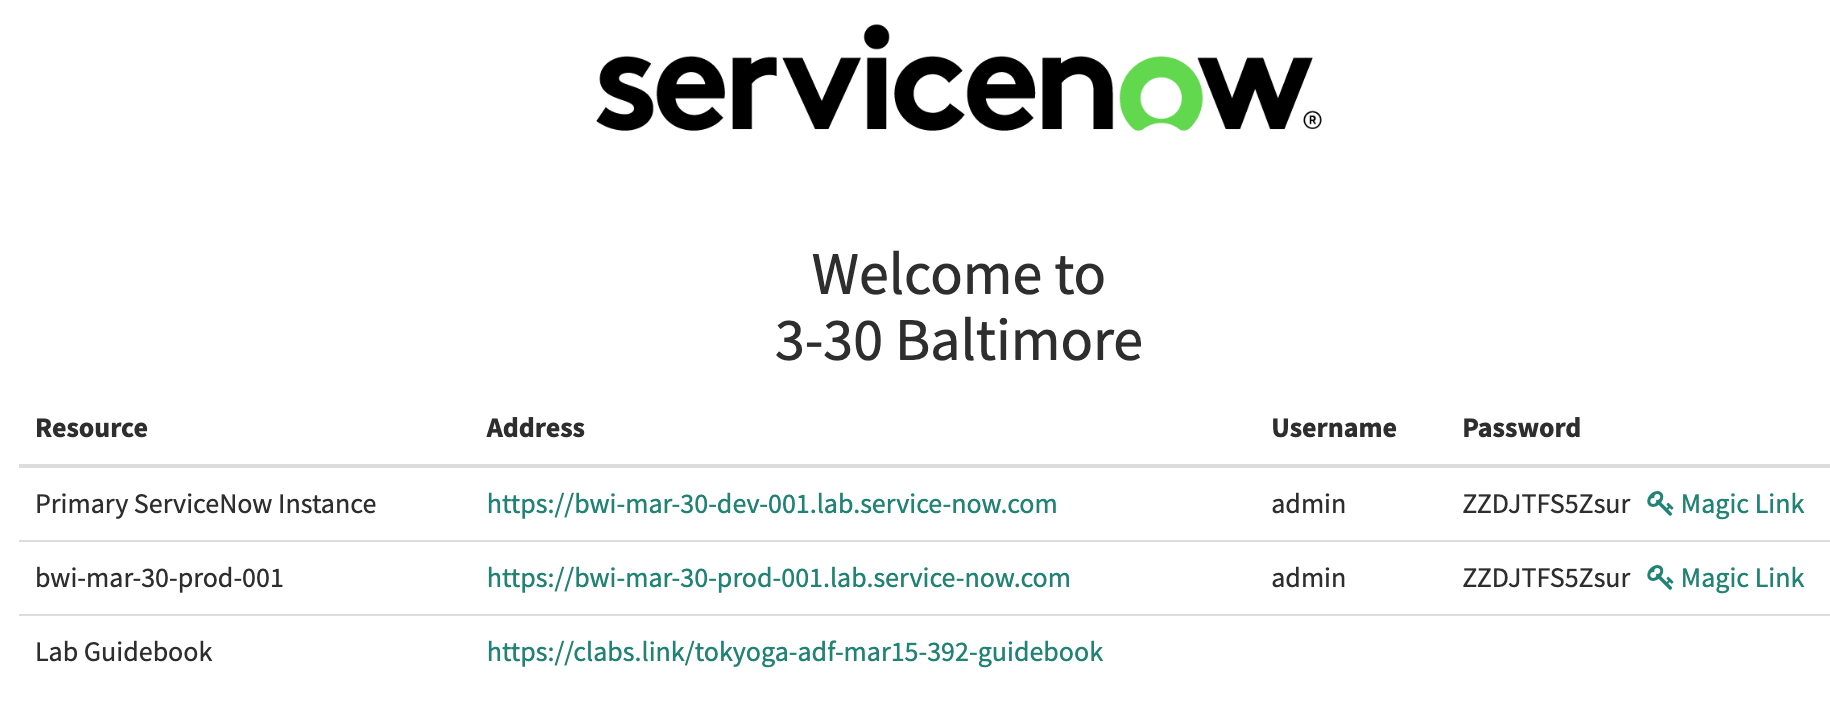 servicenow®
Welcome to
3-30 Baltimore
Resource Address Username Password
Primary ServiceNow Instance https://bwi-mar-30-dev-001.lab.service-now.com admin ZZDJTFS5Zsur Magic Link
bwi-mar-30-prod-001 https://bwi-mar-30-prod-001.lab.service-now.com admin ZZDJTFS5Zsur Magic Link
Lab Guidebook https://clabs.link/tokyoga-adf-mar15-392-guidebook